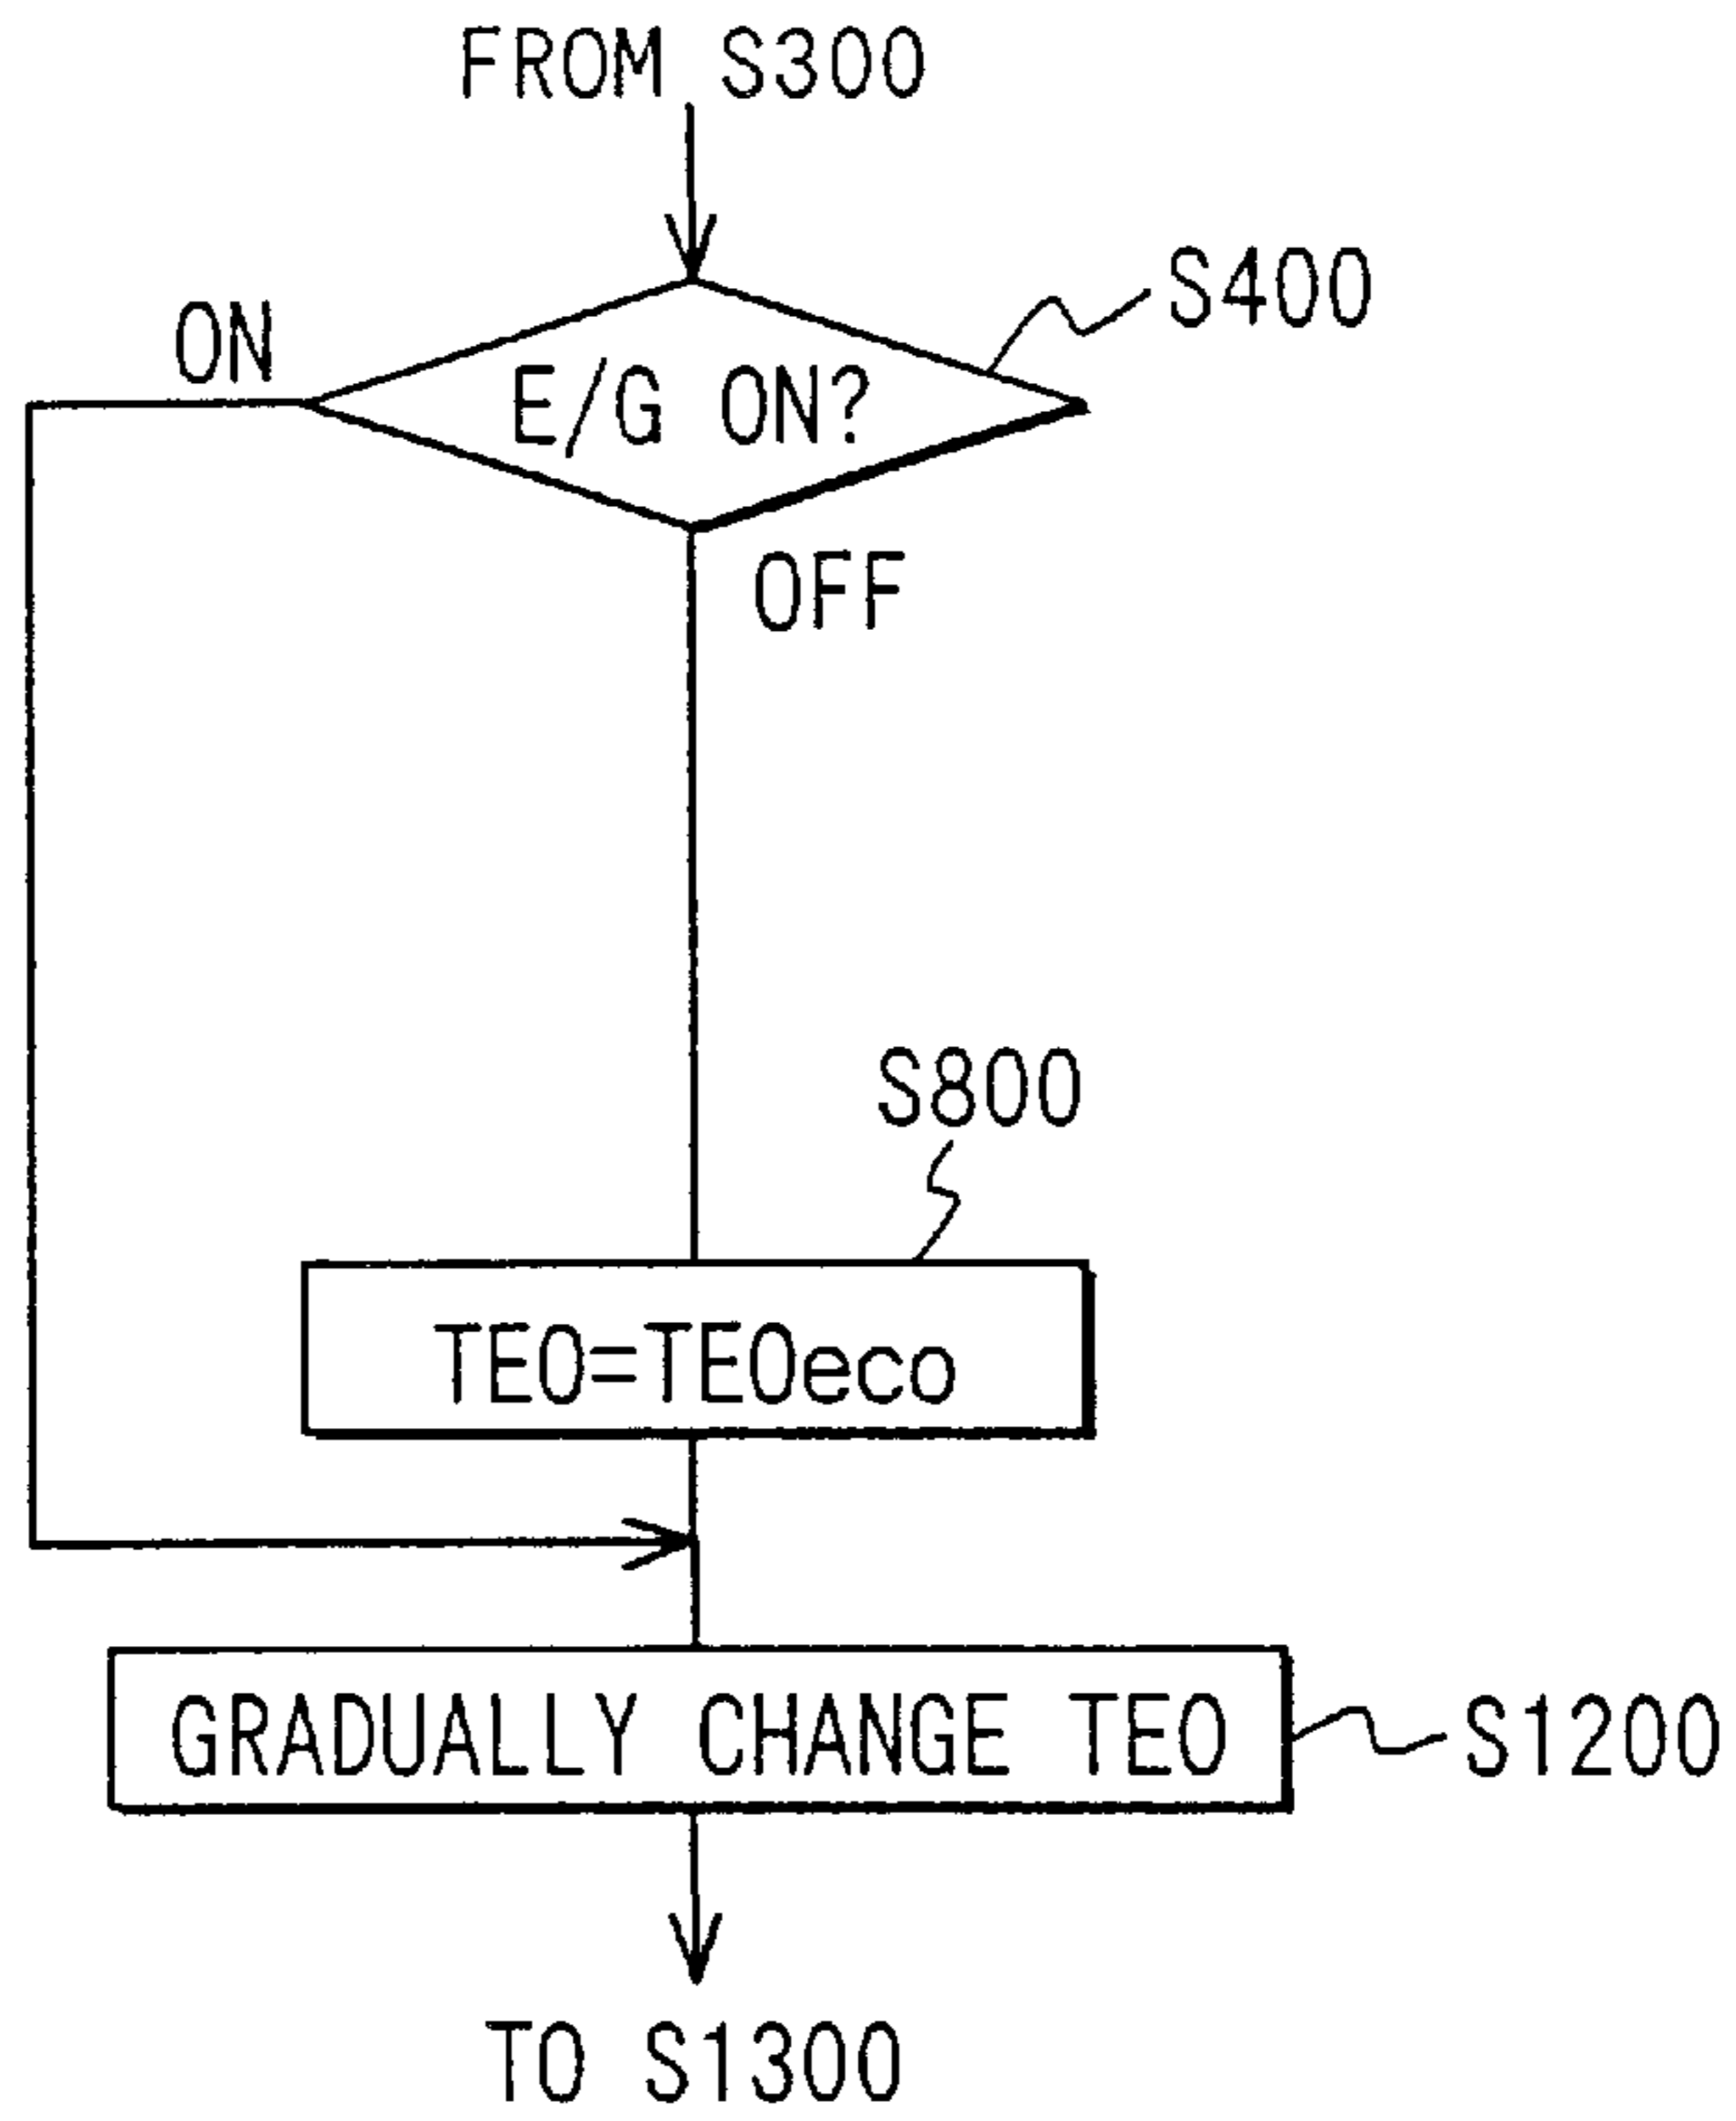 FROM S300
S400
ON
E/G ON?
OFF
S800
TEO=TEOeco
GRADUALLY CHANGE TEO
S1200
TO S1300